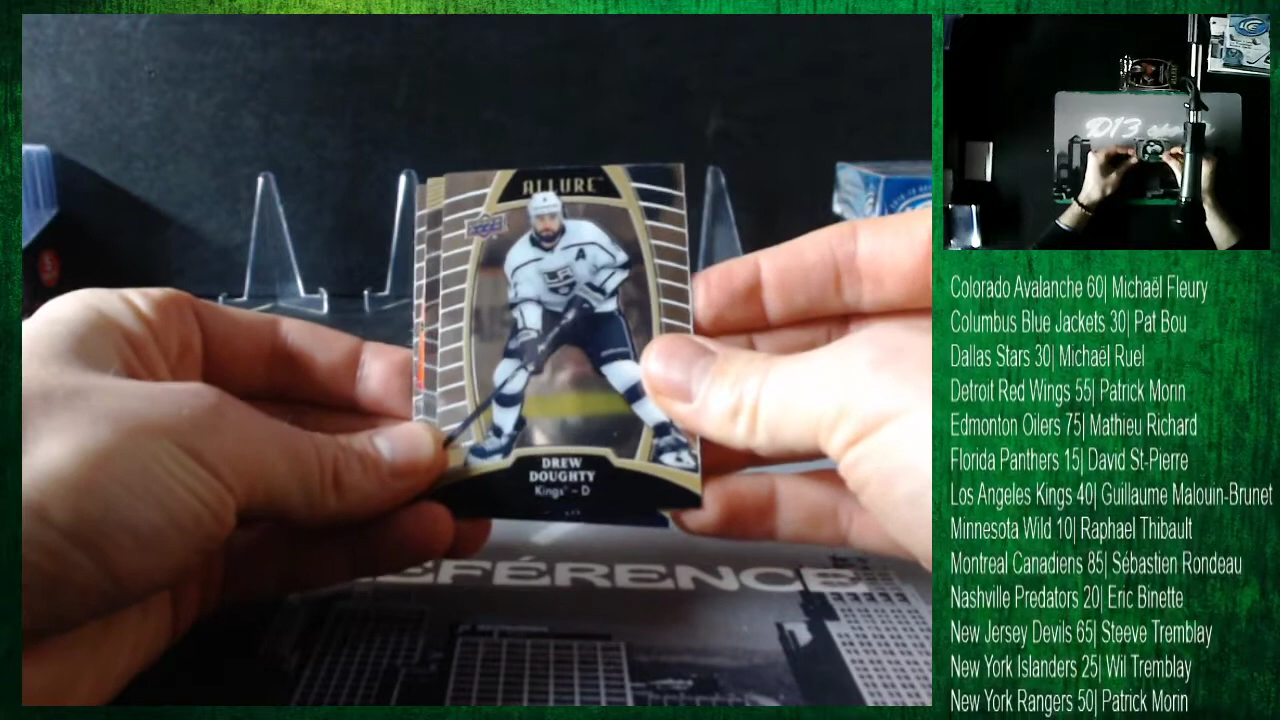 ALLURE
A
DREW
DOUGHTY
Kings - D
D13
ÉFÉRENCE
Colorado Avalanche 60| Michaël Fleury
Columbus Blue Jackets 30| Pat Bou
Dallas Stars 30| Michaël Ruel
Detroit Red Wings 55| Patrick Morin
Edmonton Oilers 75| Mathieu Richard
Florida Panthers 15| David St-Pierre
Los Angeles Kings 40| Guillaume Malouin-Brunet
Minnesota Wild 10| Raphael Thibault
Montreal Canadiens 85| Sébastien Rondeau
Nashville Predators 20| Eric Binette
New Jersey Devils 65| Steeve Tremblay
New York Islanders 25| Wil Tremblay
New York Rangers 50| Patrick Morin